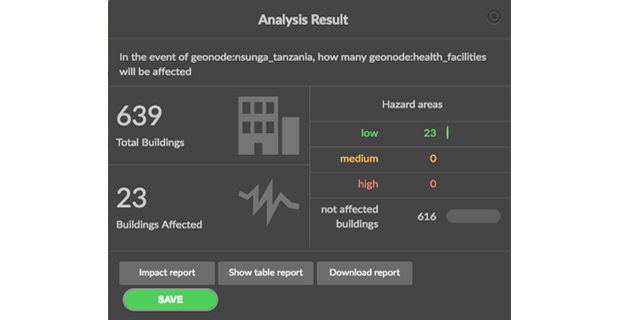 Analysis Result
In the event of geonode:nsunga_tanzania, how many geonode:health_facilities
will be affected
639
Total Buildings
23
Buildings Affected
Hazard areas
low 23
medium 0
high 0
not affected
buildings 616
Impact report
Show table report
Download report
SAVE